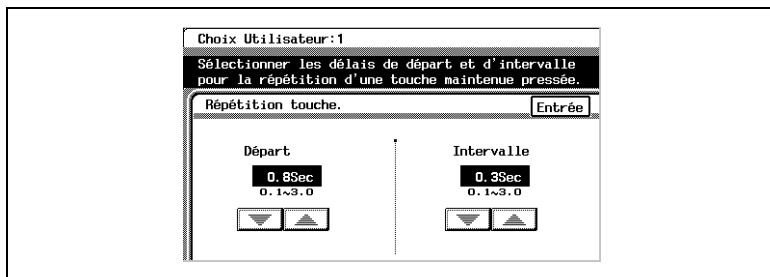 Choix Utilisateur:1
Sélectionner les délais de départ et d'intervalle
pour la répétition d'une touche maintenue pressée.
Répétition touche.
Entrée
Départ
Intervalle
0.8Sec
0.3Sec
0.1~3.0
0.1~3.0